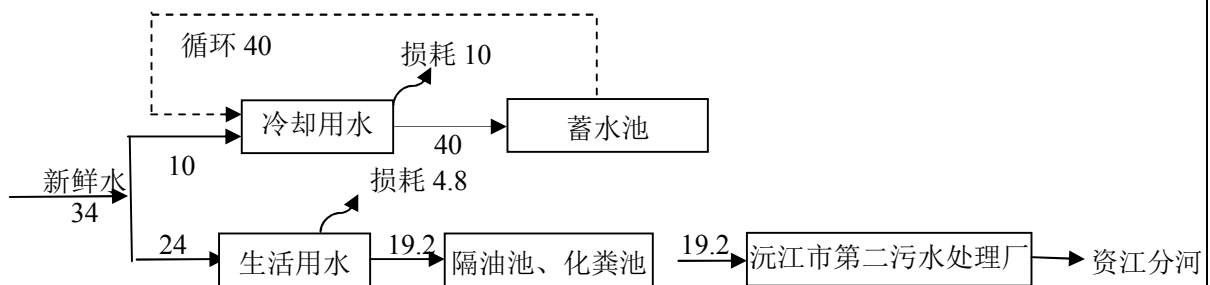 循环 40
损耗 10
冷却用水
蓄水池
40
10
新鲜水
34
损耗 4.8
24
生活用水
19.2
隔油池、化粪池
19.2
沅江市第二污水处理厂
资江分河